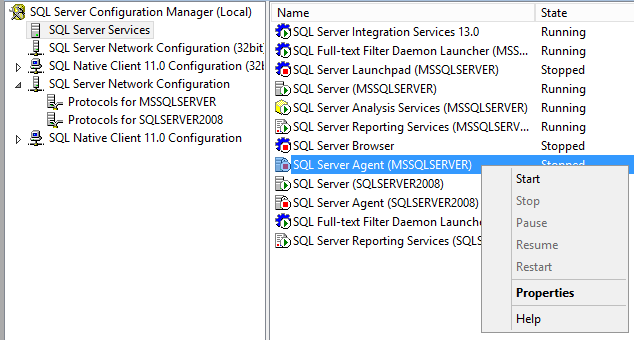 SQL Server Configuration Manager (Local)
SQL Server Services
SQL Server Network Configuration (32bit)
SQL Native Client 11.0 Configuration (32b
SQL Server Network Configuration
Protocols for MSSQLSERVER
Protocols for SQLSERVER2008
SQL Native Client 11.0 Configuration
Name State
SQL Server Integration Services 13.0 Running
SQL Full-text Filter Daemon Launcher (MSS... Running
SQL Server Launchpad (MSSQLSERVER) Stopped
SQL Server (MSSQLSERVER) Running
SQL Server Analysis Services (MSSQLSERVER) Running
SQL Server Reporting Services (MSSQLSERV... Running
SQL Server Browser Stopped
SQL Server Agent (MSSQLSERVER) Stopped
SQL Server (SQLSERVER2008)
SQL Server Agent (SQLSERVER2008)
SQL Full-text Filter Daemon Launche
SQL Server Reporting Services (SQLS
Start
Stop
Pause
Resume
Restart
Properties
Help